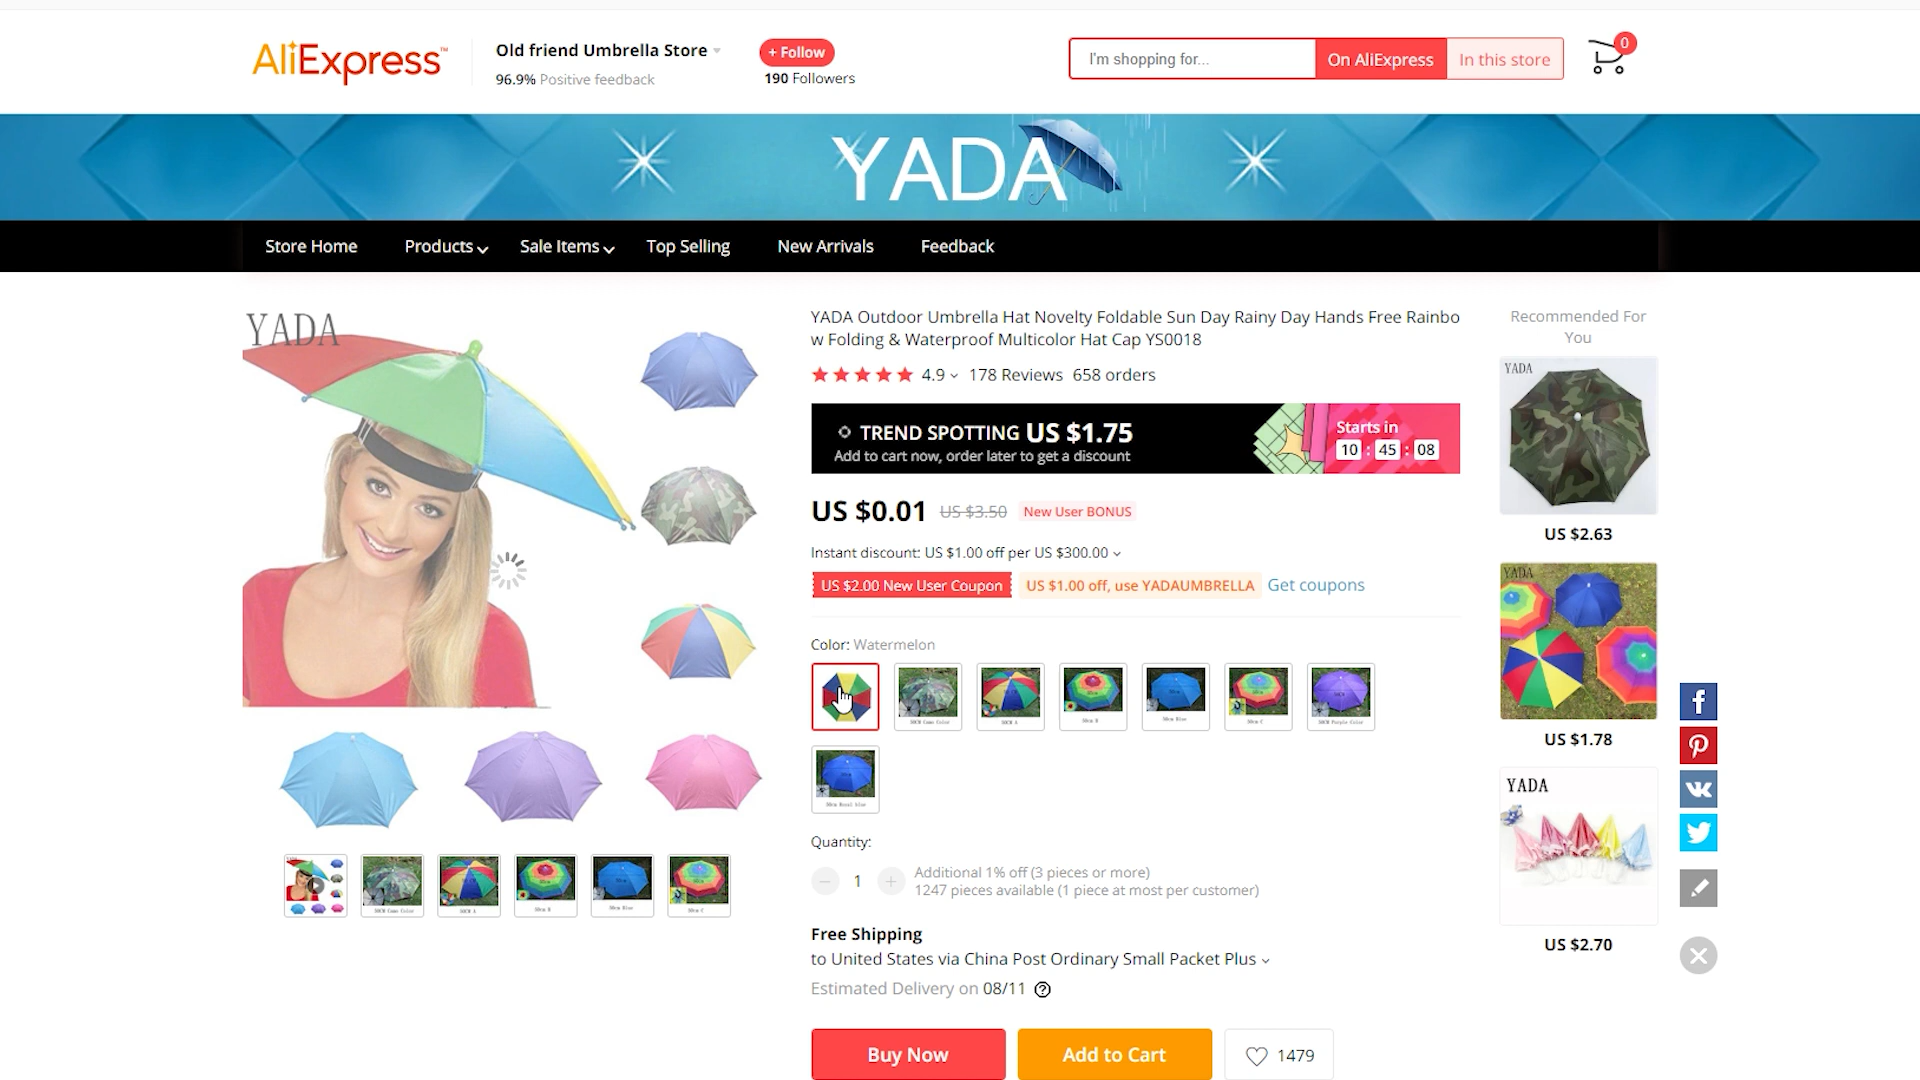 AliExpress™
Old friend Umbrella Store
96.9% Positive feedback
+ Follow
190 Followers
I'm shopping for...
On AliExpress
In this store
0
YADA
Store Home
Products
Sale Items
Top Selling
New Arrivals
Feedback
YADA
YADA Outdoor Umbrella Hat Novelty Foldable Sun Day Rainy Day Hands Free Rainbo
w Folding & Waterproof Multicolor Hat Cap YS0018
4.9
178 Reviews
658 orders
TREND SPOTTING US $1.75
Add to cart now, order later to get a discount
Starts in
10 : 45 : 08
US $0.01
US $3.50
New User BONUS
Instant discount: US $1.00 off per US $300.00
US $2.00 New User Coupon
US $1.00 off, use YADAUMBRELLA
Get coupons
Color: Watermelon
Quantity:
1
Additional 1% off (3 pieces or more)
1247 pieces available (1 piece at most per customer)
Free Shipping
to United States via China Post Ordinary Small Packet Plus
Estimated Delivery on 08/11
Buy Now
Add to Cart
1479
Recommended For
You
YADA
US $2.63
YADA
US $1.78
YADA
US $2.70